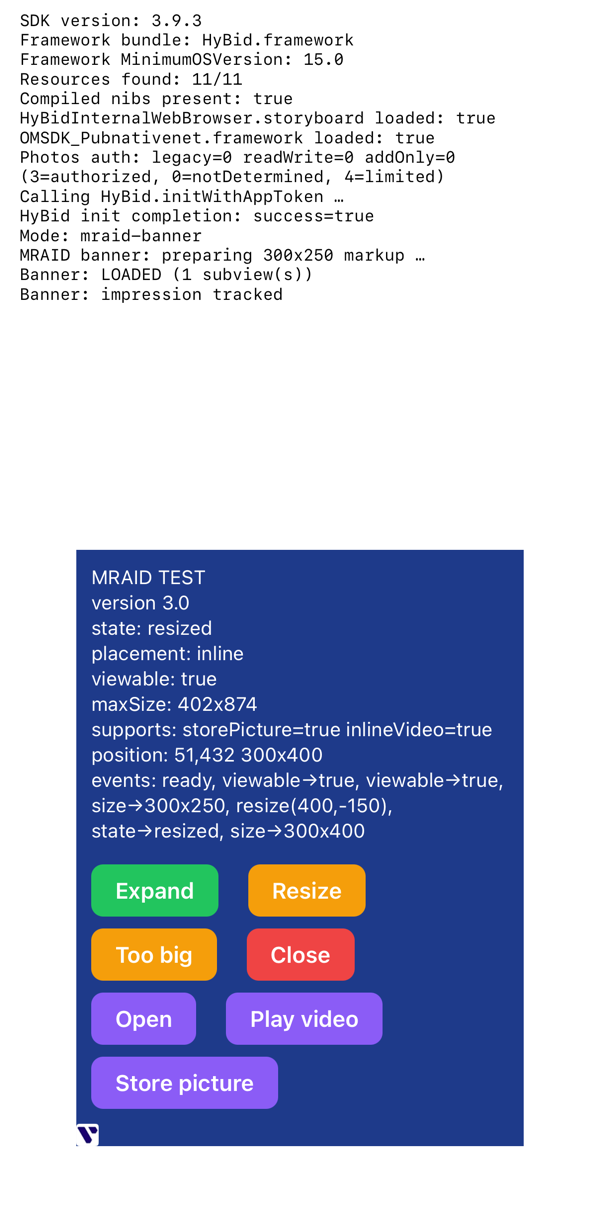 SDK version: 3.9.3
Framework bundle: HyBid.framework
Framework MinimumOSVersion: 15.0
Resources found: 11/11
Compiled nibs present: true
HyBidInternalWebBrowser.storyboard loaded: true
OMSDK_Pubnativenet.framework loaded: true
Photos auth: legacy=0 readWrite=0 addOnly=0
(3=authorized, 0=notDetermined, 4=limited)
Calling HyBid.initWithAppToken …
HyBid init completion: success=true
Mode: mraid-banner
MRAID banner: preparing 300x250 markup …
Banner: LOADED (1 subview(s))
Banner: impression tracked
MRAID TEST
version 3.0
state: resized
placement: inline
viewable: true
maxSize: 402x874
supports: storePicture=true inlineVideo=true
position: 51,432 300x400
events: ready, viewable→true, viewable→true,
size→300x250, resize(400,-150),
state→resized, size→300x400
Expand Resize
Too big Close
Open Play video
Store picture